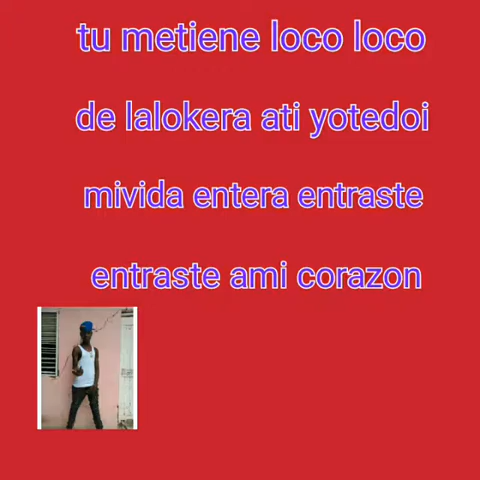 tu metiene loco loco
de lalokera ati yotedoi
mivida entera entraste
entraste ami corazon